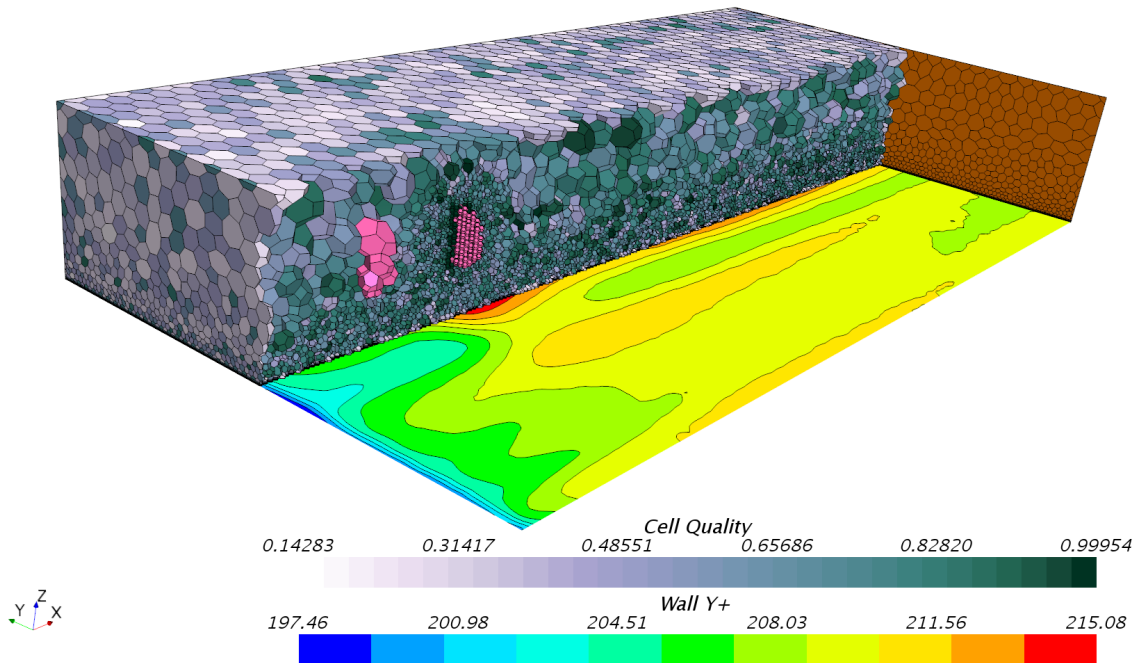 Cell Quality
0.14283 0.31417 0.48551 0.65686 0.82820 0.99954
Wall Y+
197.46 200.98 204.51 208.03 211.56 215.08
Z
Y X